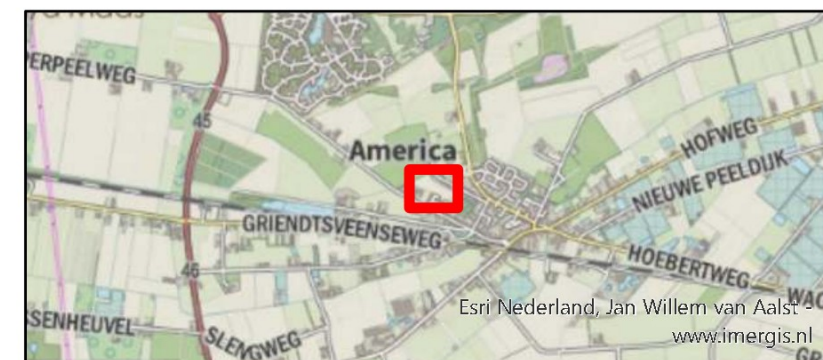 PERPEELWEG
45
America
HOFWEG
NIEUWE PEELDIJK
GRIENDTSVEENSEWEG
HOEBERTWEG
46
Esri Nederland, Jan Willem van Aalst -
www.imergis.nl
SSENHEUVEL
SLENGWEG